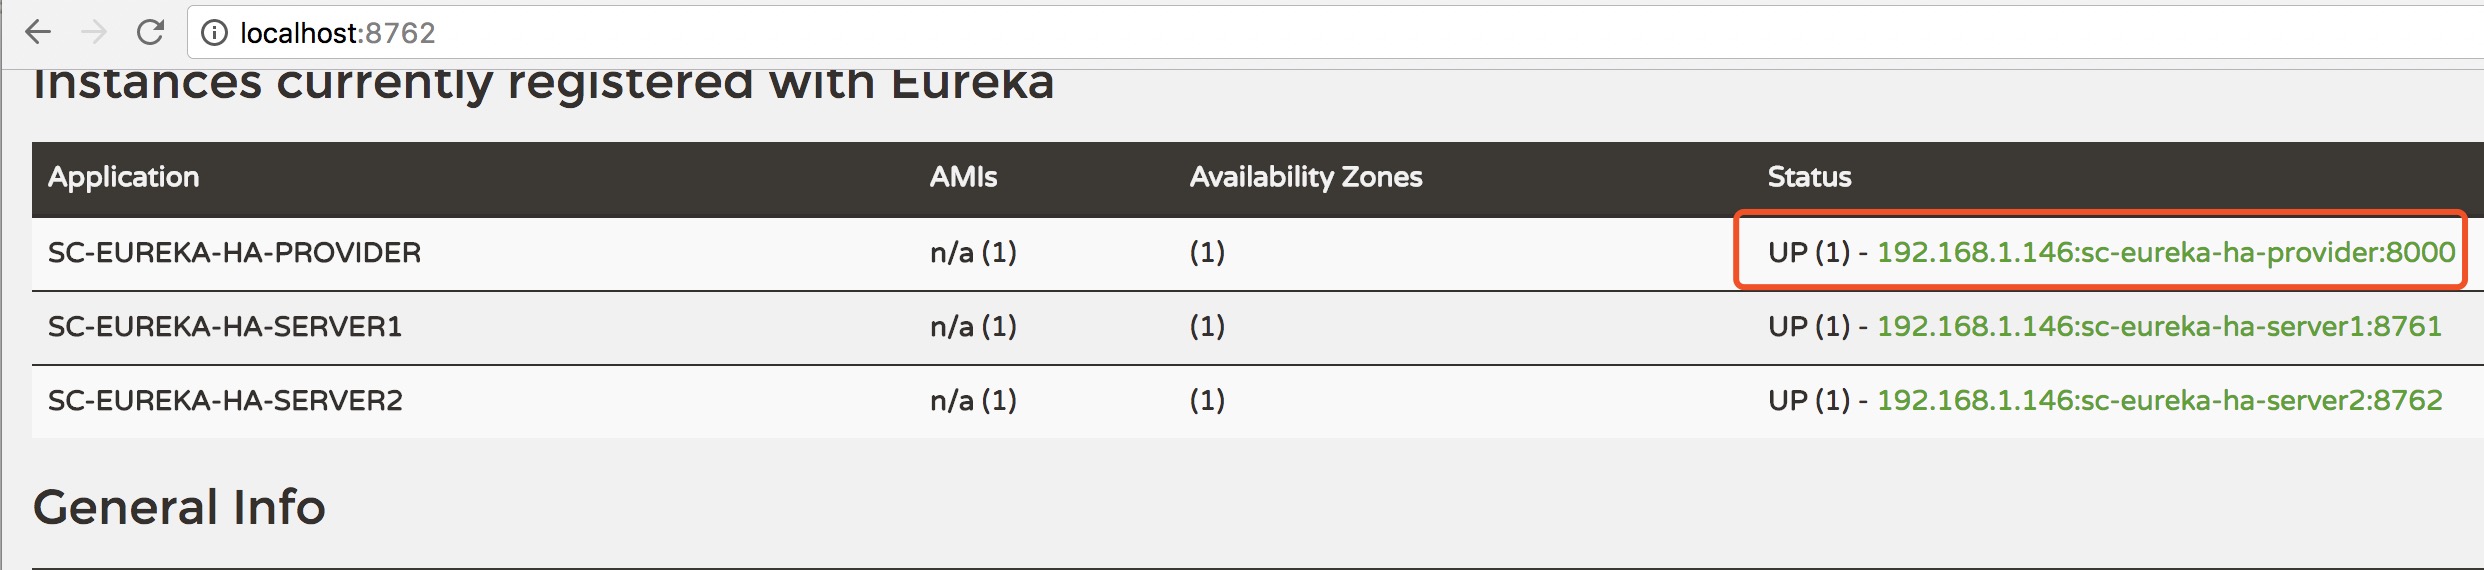 localhost:8762
Instances currently registered with Eureka
Application AMIs Availability Zones Status
SC-EUREKA-HA-PROVIDER n/a (1) (1) UP (1) - 192.168.1.146:sc-eureka-ha-provider:8000
SC-EUREKA-HA-SERVER1 n/a (1) (1) UP (1) - 192.168.1.146:sc-eureka-ha-server1:8761
SC-EUREKA-HA-SERVER2 n/a (1) (1) UP (1) - 192.168.1.146:sc-eureka-ha-server2:8762
General Info